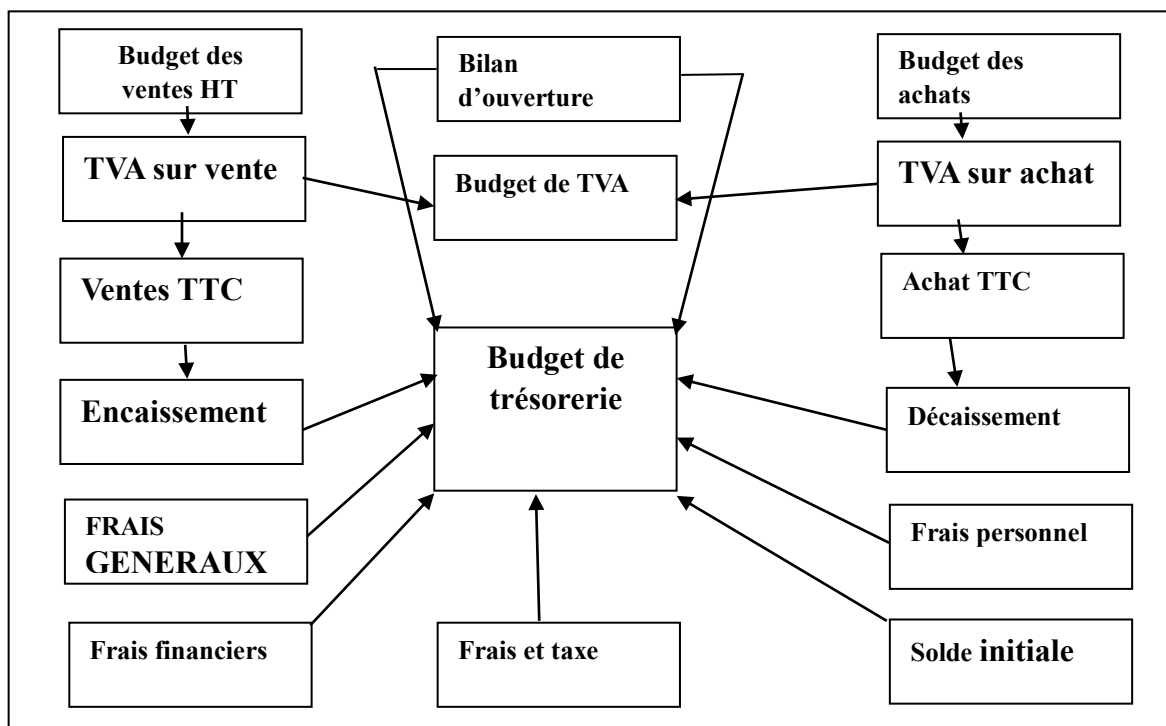 Budget des
ventes HT
Bilan
d’ouverture
Budget des
achats
TVA sur vente
Budget de TVA
TVA sur achat
Ventes TTC
Achat TTC
Budget de
trésorerie
Encaissement
Décaissement
FRAIS
GENERAUX
Frais personnel
Frais financiers
Frais et taxe
Solde initiale